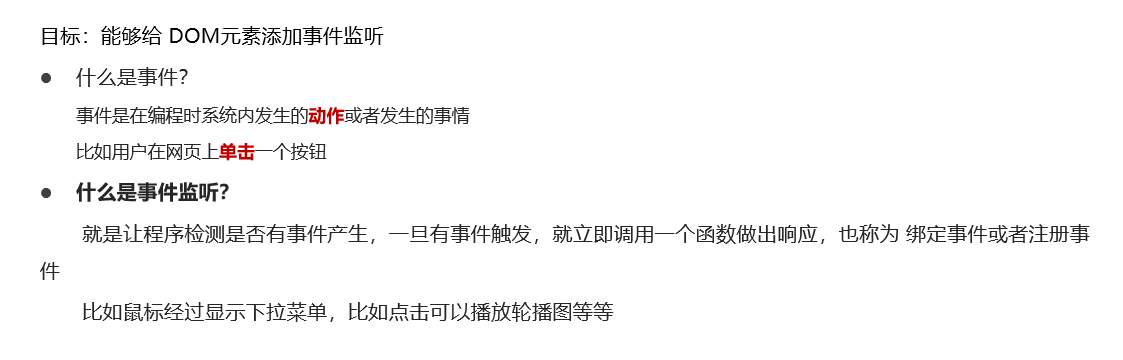 目标：能够给 DOM元素添加事件监听
● 什么是事件？
事件是在编程时系统内发生的动作或者发生的事情
比如用户在网页上单击一个按钮
● 什么是事件监听？
就是让程序检测是否有事件产生，一旦有事件触发，就立即调用一个函数做出响应，也称为 绑定事件或者注册事
件
比如鼠标经过显示下拉菜单，比如点击可以播放轮播图等等